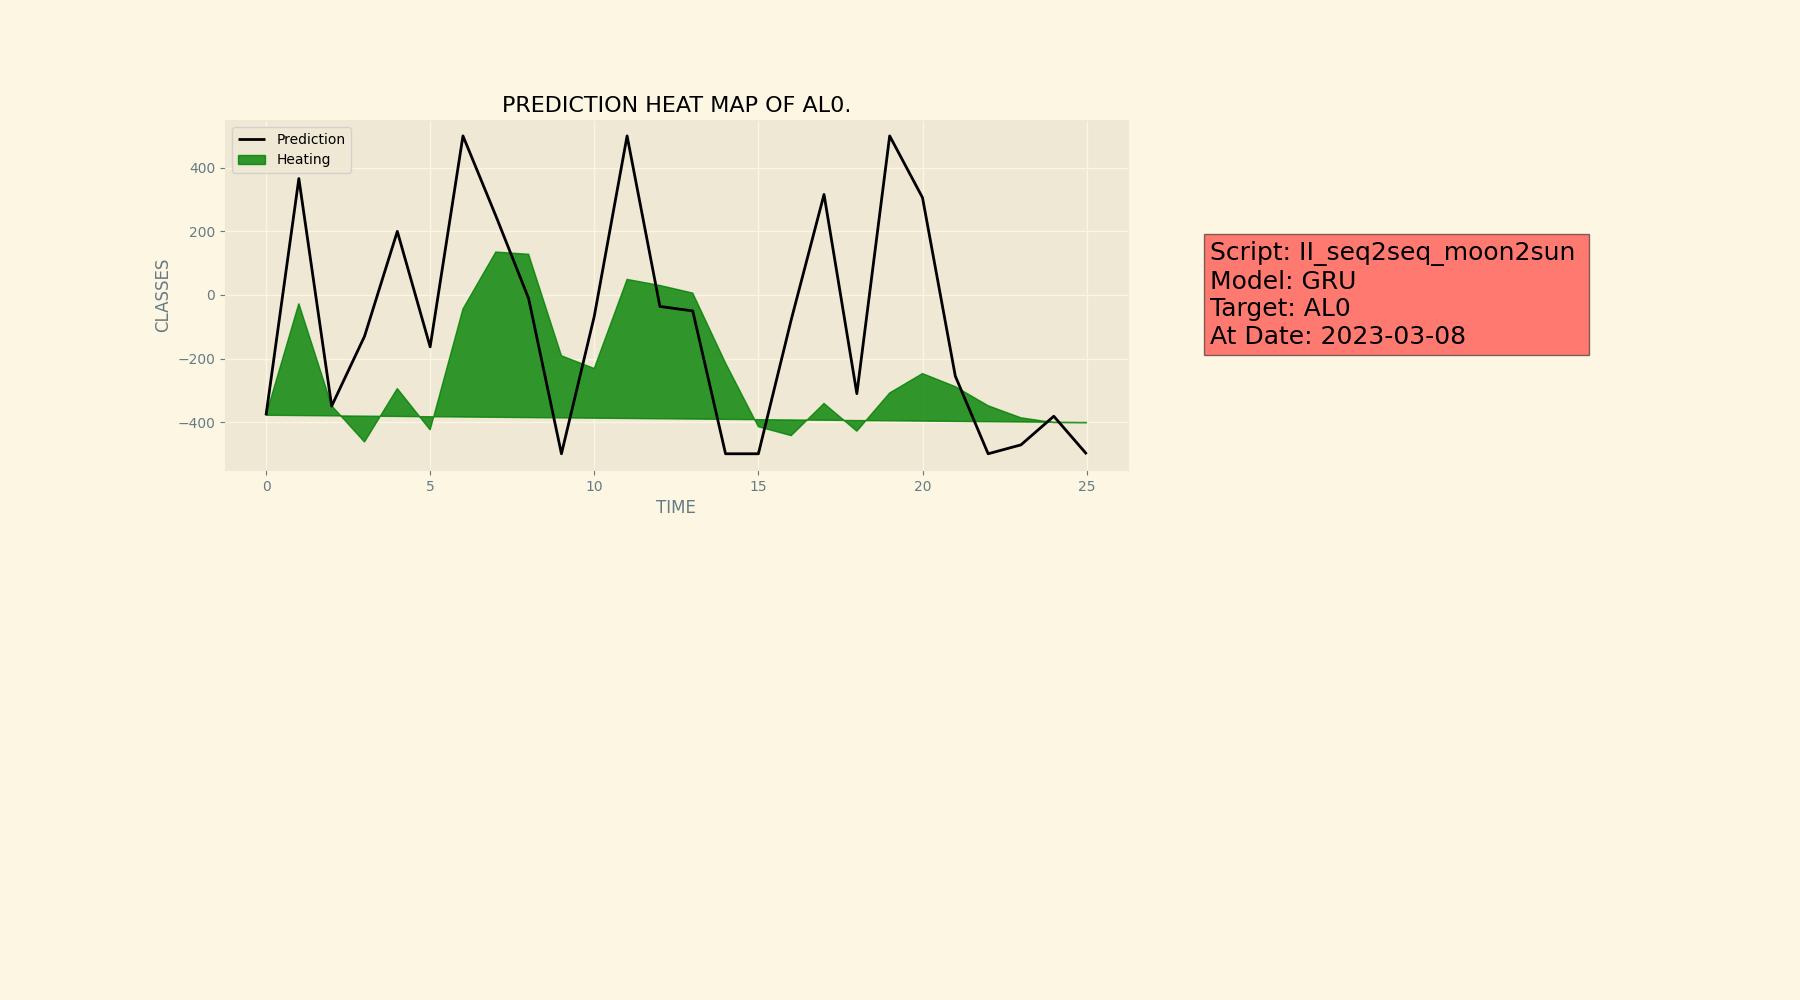 PREDICTION HEAT MAP OF AL0.
Prediction
Heating
400
200
0
−200
−400
CLASSES
0 5 10 15 20 25
TIME
Script: II_seq2seq_moon2sun
Model: GRU
Target: AL0
At Date: 2023-03-08